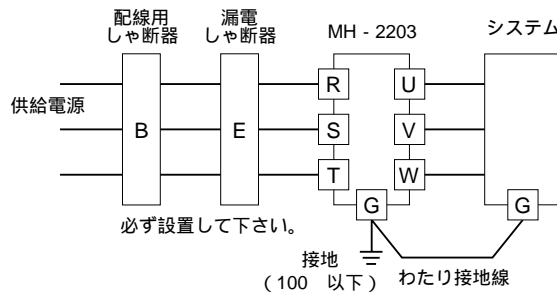 配線用
しゃ断器
漏電
しゃ断器
MH - 2203
システム
供給電源
B
E
R
S
T
U
V
W
G
G
必ず設置して下さい。
接地
（100　以下）
わたり接地線